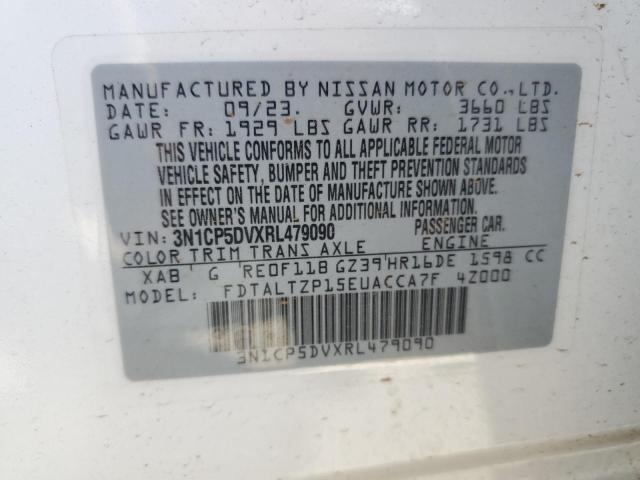 MANUFACTURED BY NISSAN MOTOR CO.,LTD.
DATE: 09/23. GVWR: 3660 LBS
GAWR FR: 1929 LBS GAWR RR: 1731 LBS
THIS VEHICLE CONFORMS TO ALL APPLICABLE FEDERAL MOTOR
VEHICLE SAFETY, BUMPER AND THEFT PREVENTION STANDARDS
IN EFFECT ON THE DATE OF MANUFACTURE SHOWN ABOVE.
SEE OWNER'S MANUAL FOR ADDITIONAL INFORMATION.
VIN: 3N1CP5DVXRL479090 PASSENGER CAR.
COLOR TRIM TRANS AXLE ENGINE
XAB G RE0F11B GZ39 HR16DE 1598 CC
MODEL: FDTALTZP15EUACCA7F 4Z000
3N1CP5DVXRL479090